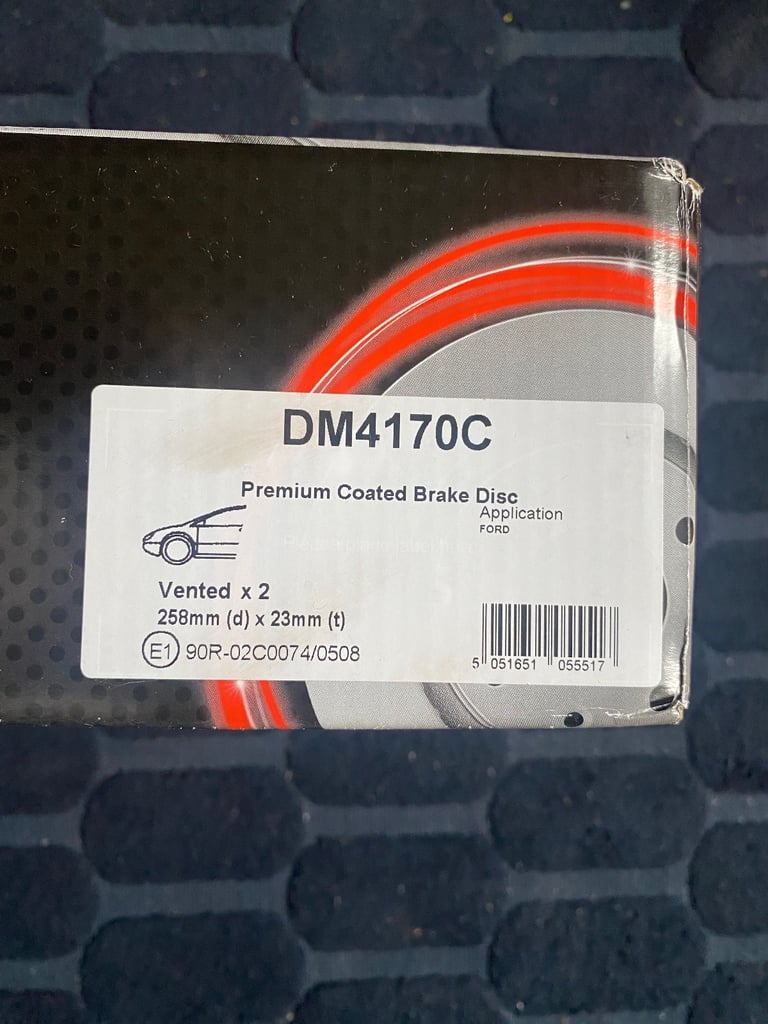 DM4170C
Premium Coated Brake Disc
Application
FORD
Vented x 2
258mm (d) x 23mm (t)
E1 90R-02C0074/0508
5 051651 055517